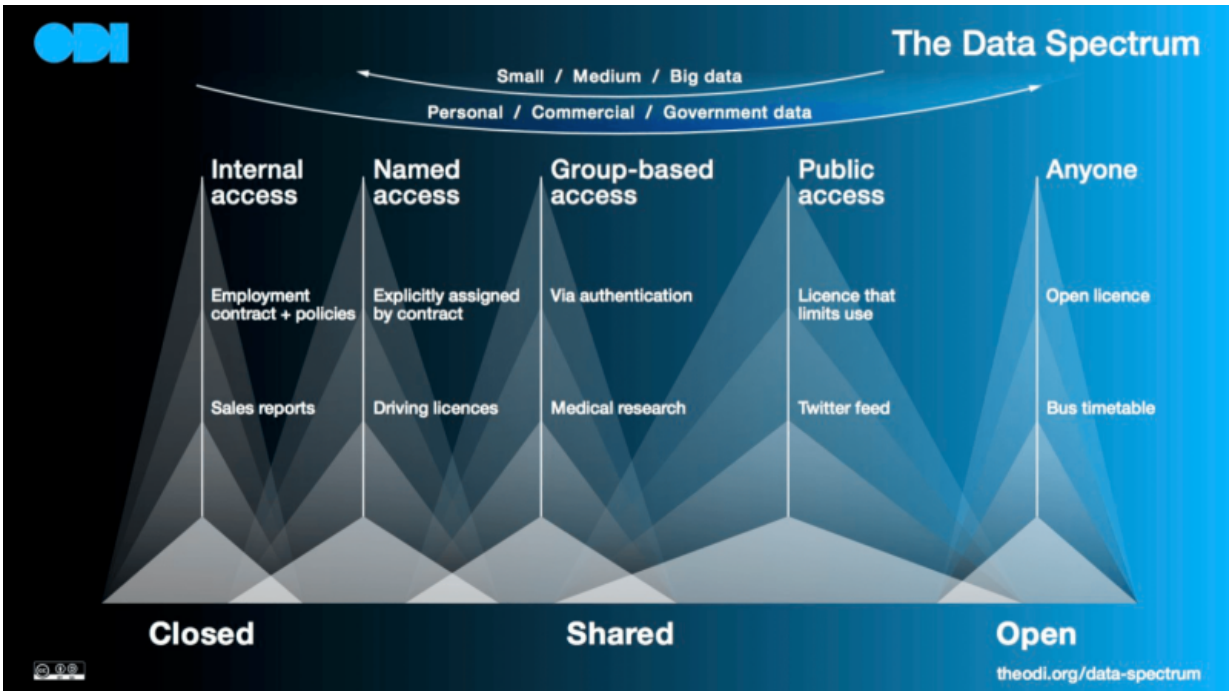 ODI
The Data Spectrum
Small / Medium / Big data
Personal / Commercial / Government data
Internal
access
Named
access
Group-based
access
Public
access
Anyone
Employment
contract + policies
Explicitly assigned
by contract
Via authentication
Licence that
limits use
Open licence
Sales reports
Driving licences
Medical research
Twitter feed
Bus timetable
Closed
Shared
Open
cc
theodi.org/data-spectrum